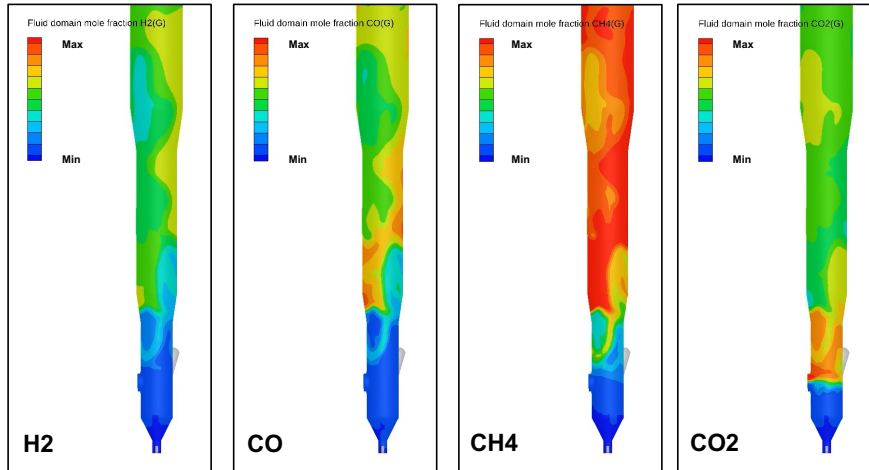 Fluid domain mole fraction H2(G)
Max
Min
H2
Fluid domain mole fraction CO(G)
Max
Min
CO
Fluid domain mole fraction CH4(G)
Max
Min
CH4
Fluid domain mole fraction CO2(G)
Max
Min
CO2